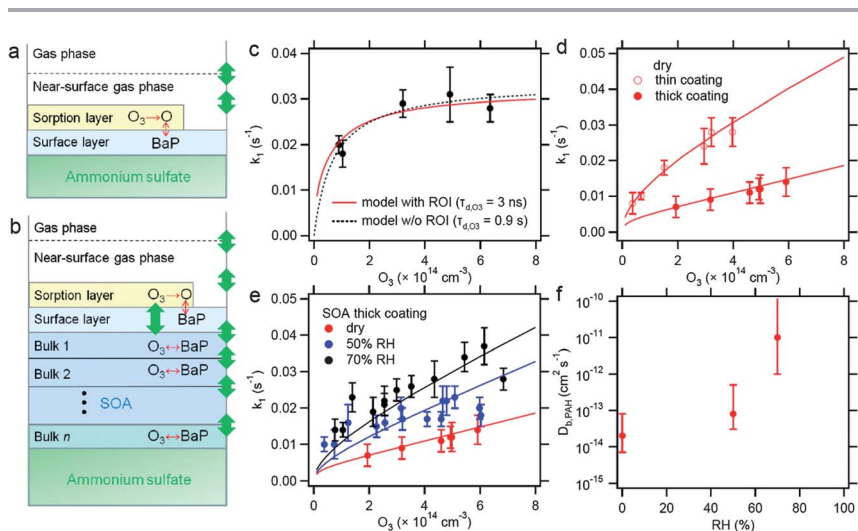 a
Gas phase
Near-surface gas phase
Sorption layer O₃→O
Surface layer BaP
Ammonium sulfate
b
Gas phase
Near-surface gas phase
Sorption layer O₃→O
Surface layer BaP
Bulk 1 O₃↔BaP
Bulk 2 O₃↔BaP
SOA
Bulk n O₃↔BaP
Ammonium sulfate
c
0.04
0.03
0.02
0.01
0.00
k₁ (s⁻¹)
model with ROI (τd,O3 = 3 ns)
model w/o ROI (τd,O3 = 0.9 s)
0 2 4 6 8
O₃ (× 10¹⁴ cm⁻³)
d
0.05
0.04
0.03
0.02
0.01
0.00
k₁ (s⁻¹)
dry
thin coating
thick coating
0 2 4 6 8
O₃ (× 10¹⁴ cm⁻³)
e
0.05
0.04
0.03
0.02
0.01
0.00
k₁ (s⁻¹)
SOA thick coating
dry
50% RH
70% RH
0 2 4 6 8
O₃ (× 10¹⁴ cm⁻³)
f
10⁻¹⁰
10⁻¹¹
10⁻¹²
10⁻¹³
10⁻¹⁴
10⁻¹⁵
Db,PAH (cm² s⁻¹)
0 20 40 60 80 100
RH (%)